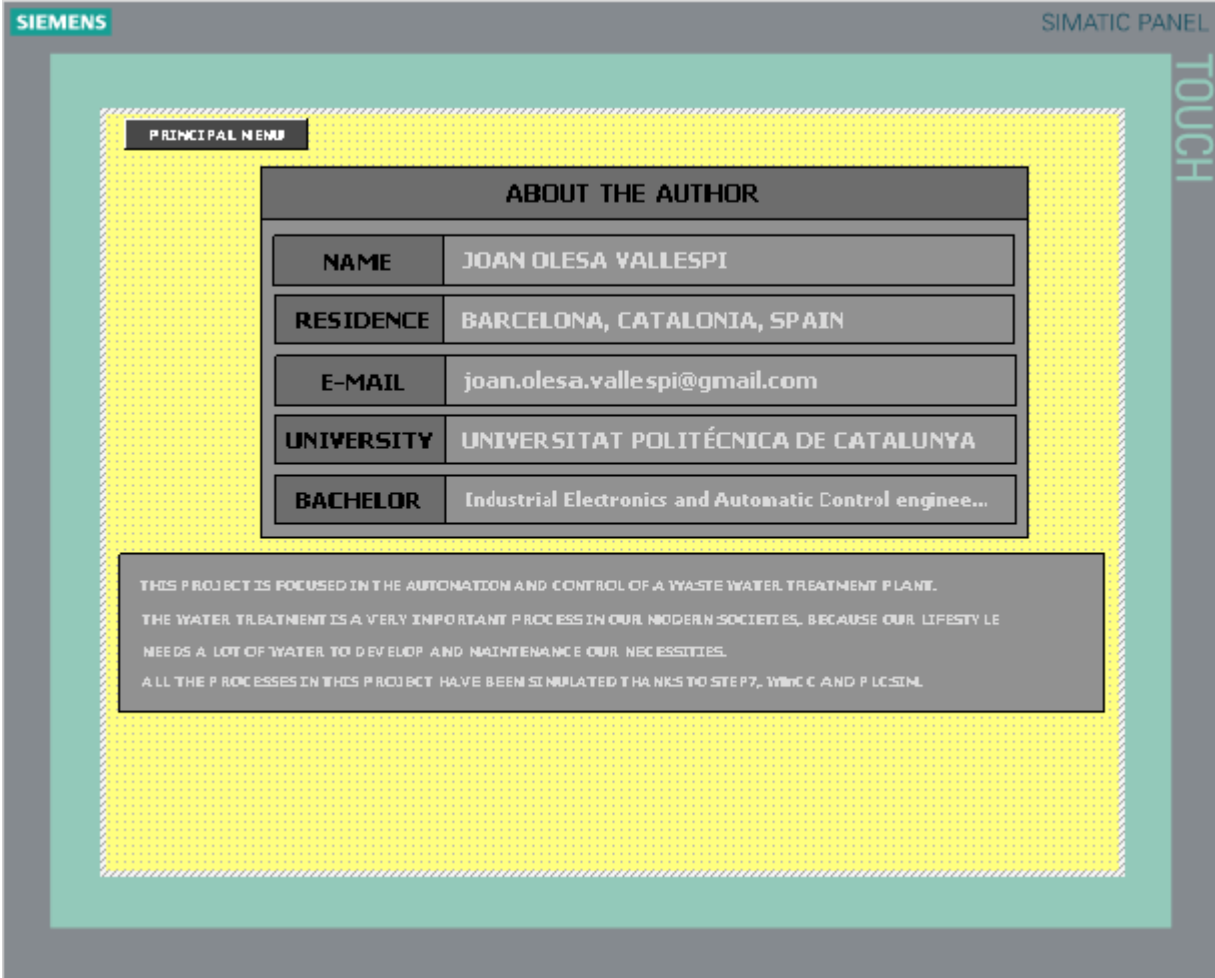 SIEMENS
SIMATIC PANEL
TOUCH
PRINCIPAL MENU
ABOUT THE AUTHOR
NAME JOAN OLESA VALLESPI
RESIDENCE BARCELONA, CATALONIA, SPAIN
E-MAIL joan.olesa.vallespi@gmail.com
UNIVERSITY UNIVERSITAT POLITÉCNICA DE CATALUNYA
BACHELOR Industrial Electronics and Automatic Control enginee...
THIS PROJECT IS FOCUSED IN THE AUTOMATION AND CONTROL OF A WASTE WATER TREATMENT PLANT.
THE WATER TREATMENT IS A VERY IMPORTANT PROCESS IN OUR MODERN SOCIETIES, BECAUSE OUR LIFESTYLE
NEEDS A LOT OF WATER TO DEVELOP AND MAINTENANCE OUR NECESSITIES.
ALL THE PROCESSES IN THIS PROJECT HAVE BEEN SIMULATED THANKS TO STEP7, WinCC AND PLCSIM.